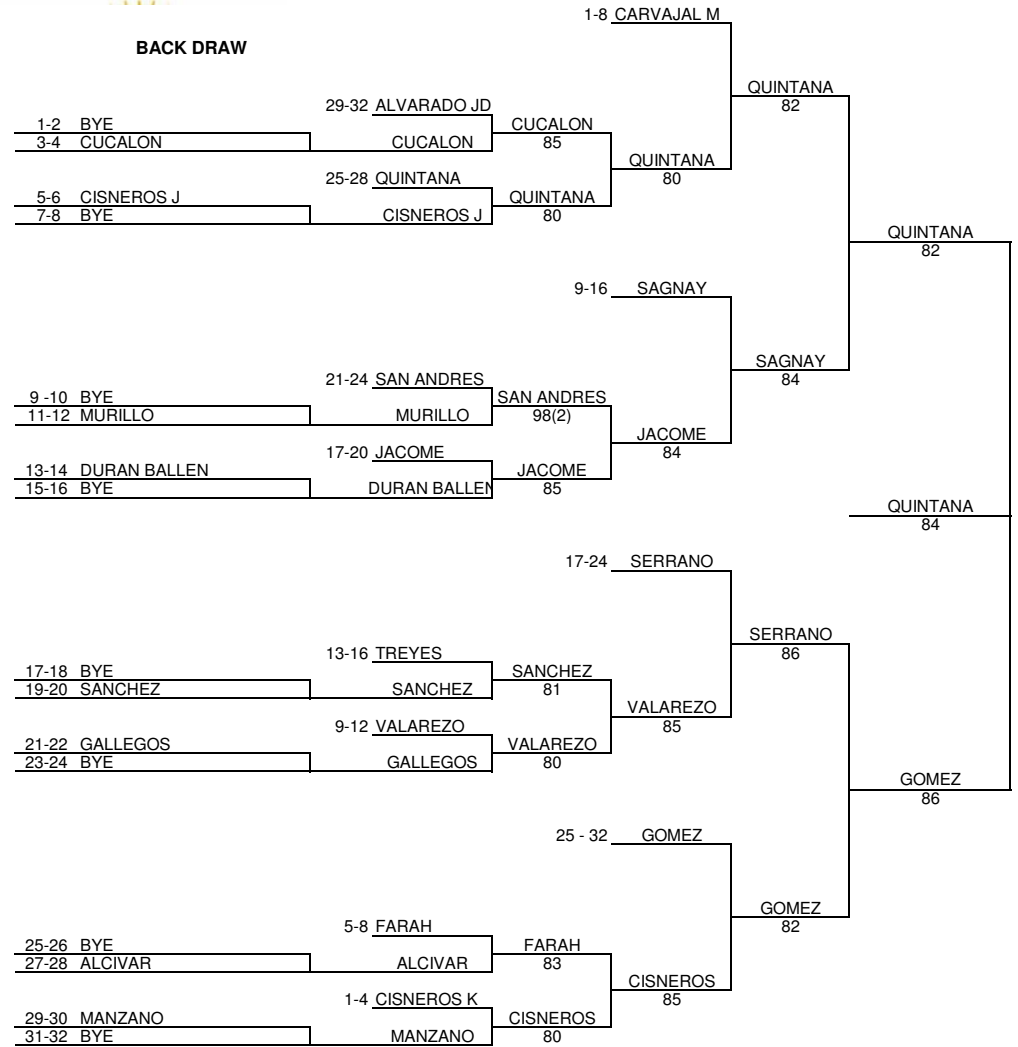 1-8 CARVAJAL M
BACK DRAW
QUINTANA
82
29-32 ALVARADO JD
1-2 BYE
CUCALON
3-4 CUCALON
CUCALON
85
QUINTANA
80
25-28 QUINTANA
5-6 CISNEROS J
QUINTANA
7-8 BYE
CISNEROS J
80
QUINTANA
82
9-16 SAGNAY
SAGNAY
84
21-24 SAN ANDRES
9 -10 BYE
SAN ANDRES
11-12 MURILLO
MURILLO
98(2)
JACOME
84
17-20 JACOME
13-14 DURAN BALLEN
JACOME
15-16 BYE
DURAN BALLEN
85
QUINTANA
84
17-24 SERRANO
SERRANO
86
13-16 TREYES
17-18 BYE
SANCHEZ
19-20 SANCHEZ
SANCHEZ
81
VALAREZO
85
9-12 VALAREZO
21-22 GALLEGOS
VALAREZO
23-24 BYE
GALLEGOS
80
GOMEZ
86
25 - 32 GOMEZ
GOMEZ
82
5-8 FARAH
25-26 BYE
FARAH
27-28 ALCIVAR
ALCIVAR
83
CISNEROS
85
1-4 CISNEROS K
29-30 MANZANO
CISNEROS
31-32 BYE
MANZANO
80